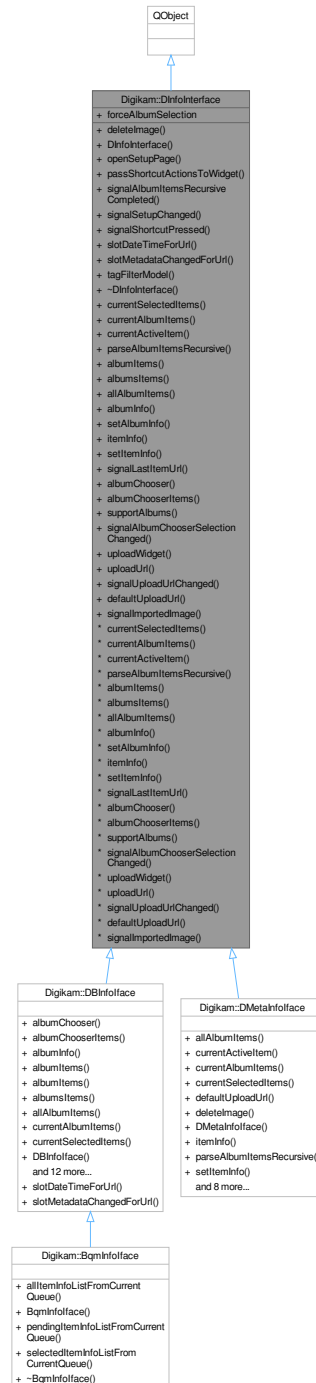 QObject
Digikam::DInfoInterface
+ forceAlbumSelection
+ deleteImage()
+ DInfoInterface()
+ openSetupPage()
+ passShortcutActionsToWidget()
+ signalAlbumItemsRecursive
Completed()
+ signalSetupChanged()
+ signalShortcutPressed()
+ slotDateTimeForUrl()
+ slotMetadataChangedForUrl()
+ tagFilterModel()
+ ~DInfoInterface()
+ currentSelectedItems()
+ currentAlbumItems()
+ currentActiveItem()
+ parseAlbumItemsRecursive()
+ albumItems()
+ albumsItems()
+ allAlbumItems()
+ albumInfo()
+ setAlbumInfo()
+ itemInfo()
+ setItemInfo()
+ signalLastItemUrl()
+ albumChooser()
+ albumChooserItems()
+ supportAlbums()
+ signalAlbumChooserSelection
Changed()
+ uploadWidget()
+ uploadUrl()
+ signalUploadUrlChanged()
+ defaultUploadUrl()
+ signalImportedImage()
* currentSelectedItems()
* currentAlbumItems()
* currentActiveItem()
* parseAlbumItemsRecursive()
* albumItems()
* albumsItems()
* allAlbumItems()
* albumInfo()
* setAlbumInfo()
* itemInfo()
* setItemInfo()
* signalLastItemUrl()
* albumChooser()
* albumChooserItems()
* supportAlbums()
* signalAlbumChooserSelection
Changed()
* uploadWidget()
* uploadUrl()
* signalUploadUrlChanged()
* defaultUploadUrl()
* signalImportedImage()
Digikam::DBInfoIface
+ albumChooser()
+ albumChooserItems()
+ albumInfo()
+ albumItems()
+ albumItems()
+ albumsItems()
+ allAlbumItems()
+ currentAlbumItems()
+ currentSelectedItems()
+ DBInfoIface()
and 12 more...
+ slotDateTimeForUrl()
+ slotMetadataChangedForUrl()
Digikam::DMetaInfoIface
+ allAlbumItems()
+ currentActiveItem()
+ currentAlbumItems()
+ currentSelectedItems()
+ defaultUploadUrl()
+ deleteImage()
+ DMetaInfoIface()
+ itemInfo()
+ parseAlbumItemsRecursive()
+ setItemInfo()
and 8 more...
Digikam::BqmInfoIface
+ allItemInfoListFromCurrent
Queue()
+ BqmInfoIface()
+ pendingItemInfoListFromCurrent
Queue()
+ selectedItemInfoListFrom
CurrentQueue()
+ ~BqmInfoIface()